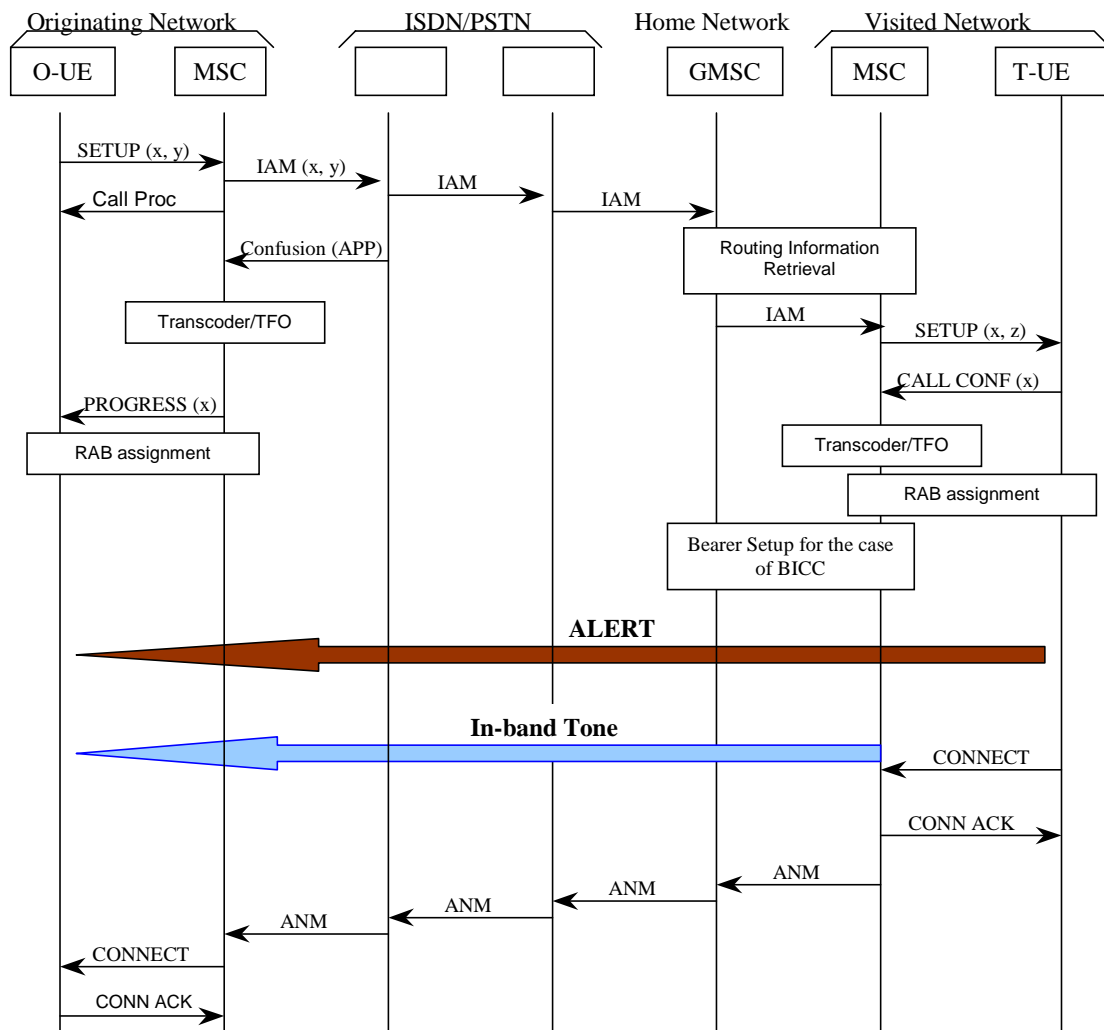 Originating Network
ISDN/PSTN
Home Network
Visited Network
O-UE
MSC
GMSC
MSC
T-UE
SETUP (x, y)
IAM (x, y)
IAM
Call Proc
IAM
Confusion (APP)
Routing Information
Retrieval
Transcoder/TFO
IAM
SETUP (x, z)
CALL CONF (x)
PROGRESS (x)
RAB assignment
Transcoder/TFO
RAB assignment
Bearer Setup for the case
of BICC
ALERT
In-band Tone
CONNECT
CONN ACK
ANM
ANM
ANM
ANM
CONNECT
CONN ACK